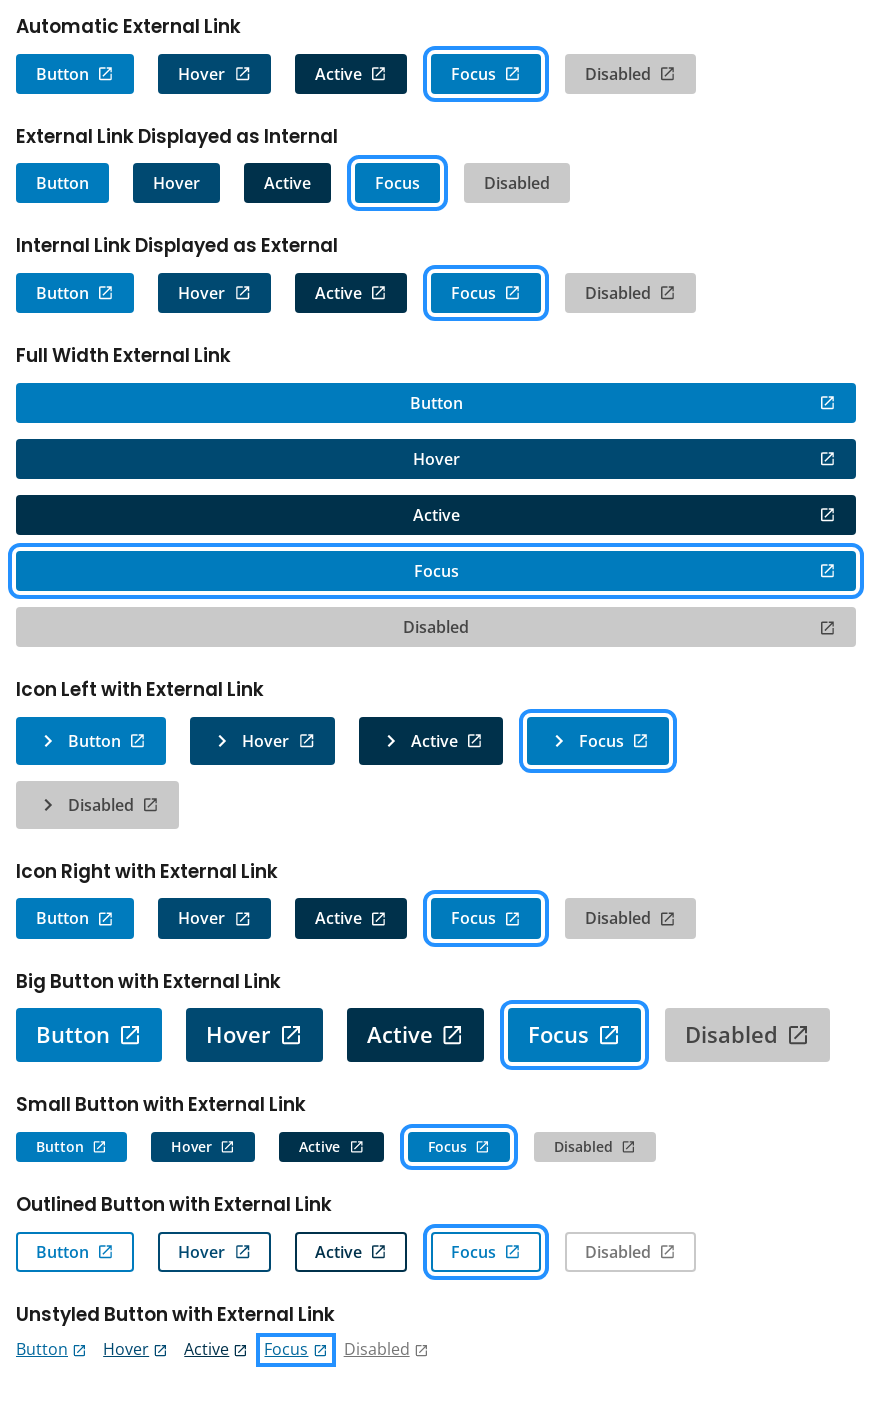 Automatic External Link
Button Hover Active Focus Disabled
External Link Displayed as Internal
Button Hover Active Focus Disabled
Internal Link Displayed as External
Button Hover Active Focus Disabled
Full Width External Link
Button
Hover
Active
Focus
Disabled
Icon Left with External Link
Button Hover Active Focus
Disabled
Icon Right with External Link
Button Hover Active Focus Disabled
Big Button with External Link
Button Hover Active Focus Disabled
Small Button with External Link
Button Hover Active Focus Disabled
Outlined Button with External Link
Button Hover Active Focus Disabled
Unstyled Button with External Link
Button Hover Active Focus Disabled